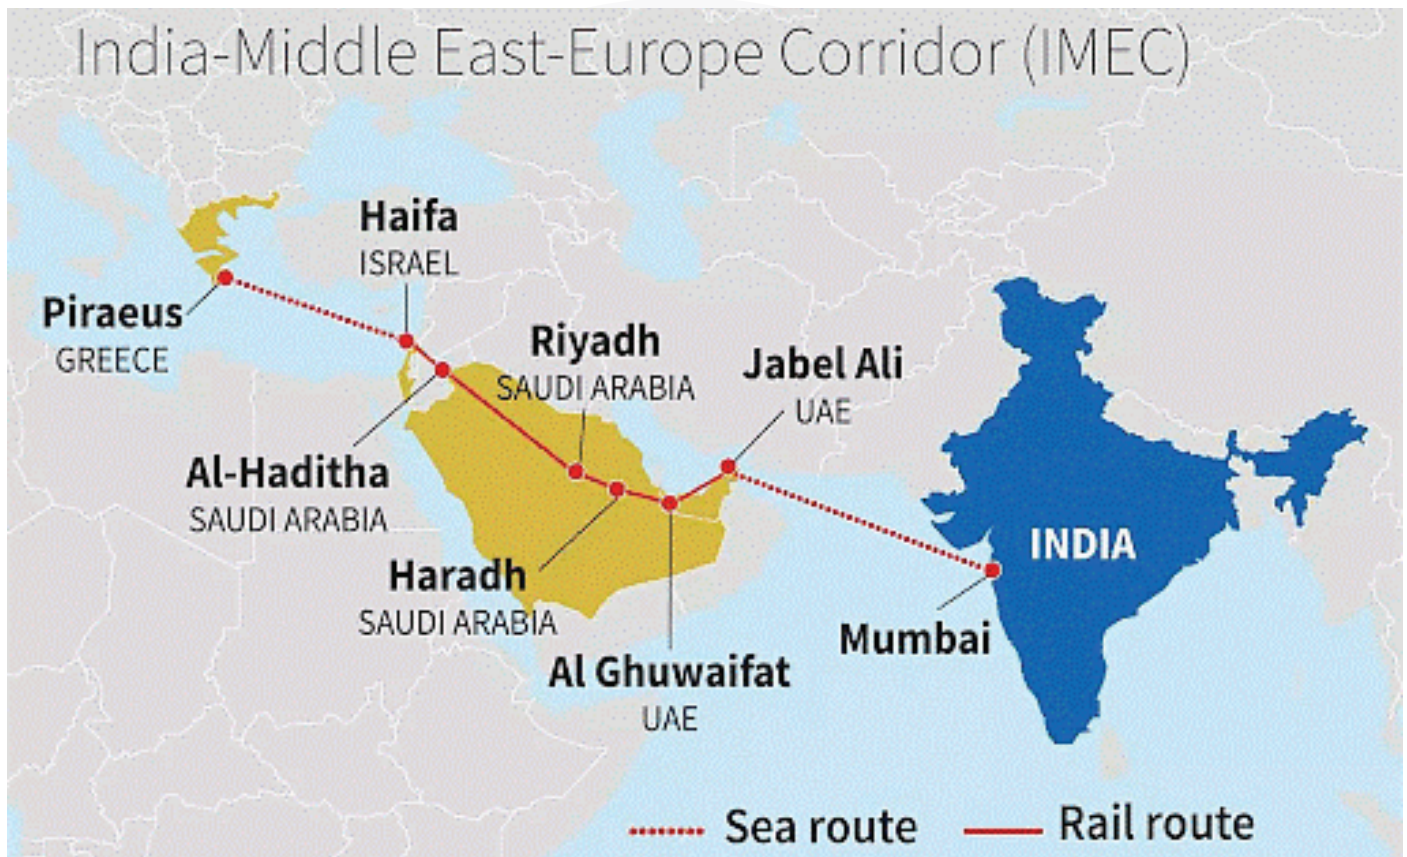 India-Middle East-Europe Corridor (IMEC)
Haifa
ISRAEL
Piraeus
GREECE
Riyadh
SAUDI ARABIA
Jabel Ali
UAE
Al-Haditha
SAUDI ARABIA
INDIA
Haradh
SAUDI ARABIA
Mumbai
Al Ghuwaifat
UAE
Sea route
Rail route